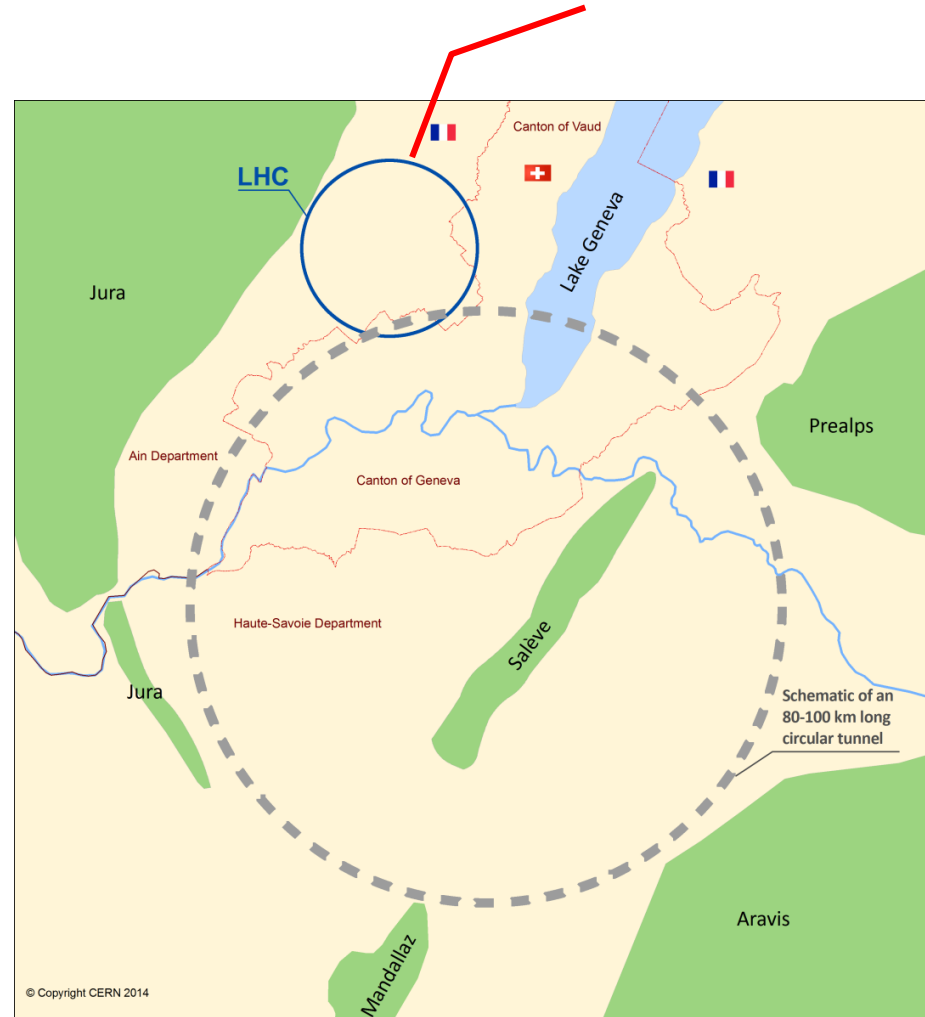 Canton of Vaud
LHC
Lake Geneva
Jura
Prealps
Ain Department
Canton of Geneva
Haute-Savoie Department
Salève
Jura
Schematic of an
80-100 km long
circular tunnel
Aravis
Mandallaz
© Copyright CERN 2014